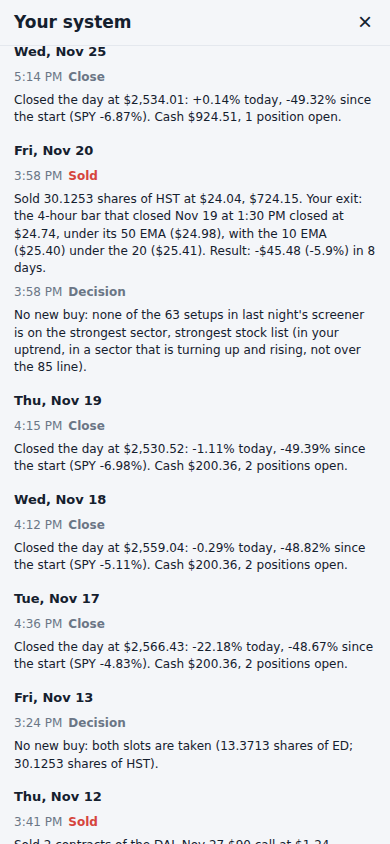 Your system ✕
Wed, Nov 25
5:14 PM Close
Closed the day at $2,534.01: +0.14% today, -49.32% since
the start (SPY -6.87%). Cash $924.51, 1 position open.
Fri, Nov 20
3:58 PM Sold
Sold 30.1253 shares of HST at $24.04, $724.15. Your exit:
the 4-hour bar that closed Nov 19 at 1:30 PM closed at
$24.74, under its 50 EMA ($24.98), with the 10 EMA
($25.40) under the 20 ($25.41). Result: -$45.48 (-5.9%) in 8
days.
3:58 PM Decision
No new buy: none of the 63 setups in last night's screener
is on the strongest sector, strongest stock list (in your
uptrend, in a sector that is turning up and rising, not over
the 85 line).
Thu, Nov 19
4:15 PM Close
Closed the day at $2,530.52: -1.11% today, -49.39% since
the start (SPY -6.98%). Cash $200.36, 2 positions open.
Wed, Nov 18
4:12 PM Close
Closed the day at $2,559.04: -0.29% today, -48.82% since
the start (SPY -5.11%). Cash $200.36, 2 positions open.
Tue, Nov 17
4:36 PM Close
Closed the day at $2,566.43: -22.18% today, -48.67% since
the start (SPY -4.83%). Cash $200.36, 2 positions open.
Fri, Nov 13
3:24 PM Decision
No new buy: both slots are taken (13.3713 shares of ED;
30.1253 shares of HST).
Thu, Nov 12
3:41 PM Sold
Sold 2 contracts of the DAL Nov 27 $90 call at $1.24